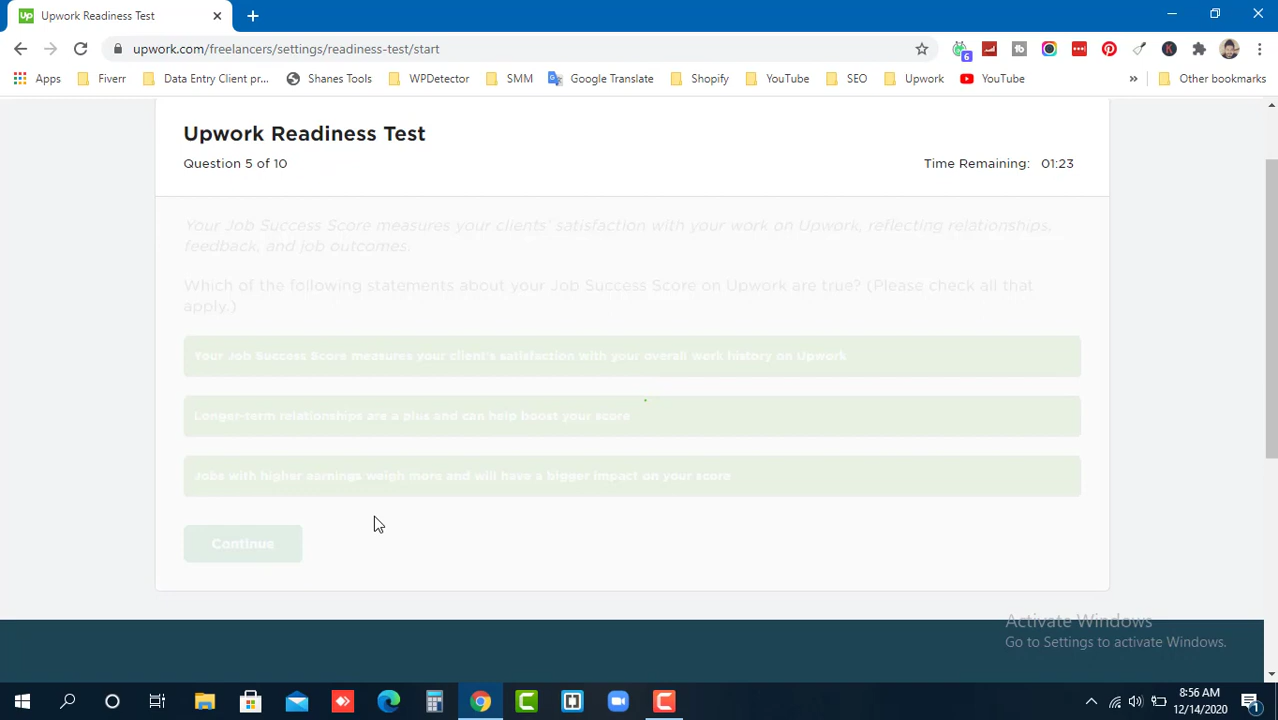 Up Upwork Readiness Test
upwork.com/freelancers/settings/readiness-test/start
6
K
Apps Fiverr Data Entry Client pr... Shanes Tools WPDetector SMM Google Translate Shopify YouTube SEO Upwork YouTube » Other bookmarks
Upwork Readiness Test
Question 5 of 10
Time Remaining: 01:23
Your Job Success Score measures your clients' satisfaction with your work on Upwork, reflecting relationships,
feedback, and job outcomes.
Which of the following statements about your Job Success Score on Upwork are true? (Please check all that
apply.)
Your Job Success Score measures your client's satisfaction with your overall work history on Upwork
Longer-term relationships are a plus and can help boost your score
Jobs with higher earnings weigh more and will have a bigger impact on your score
Continue
Activate Windows
Go to Settings to activate Windows.
8:56 AM
12/14/2020
1